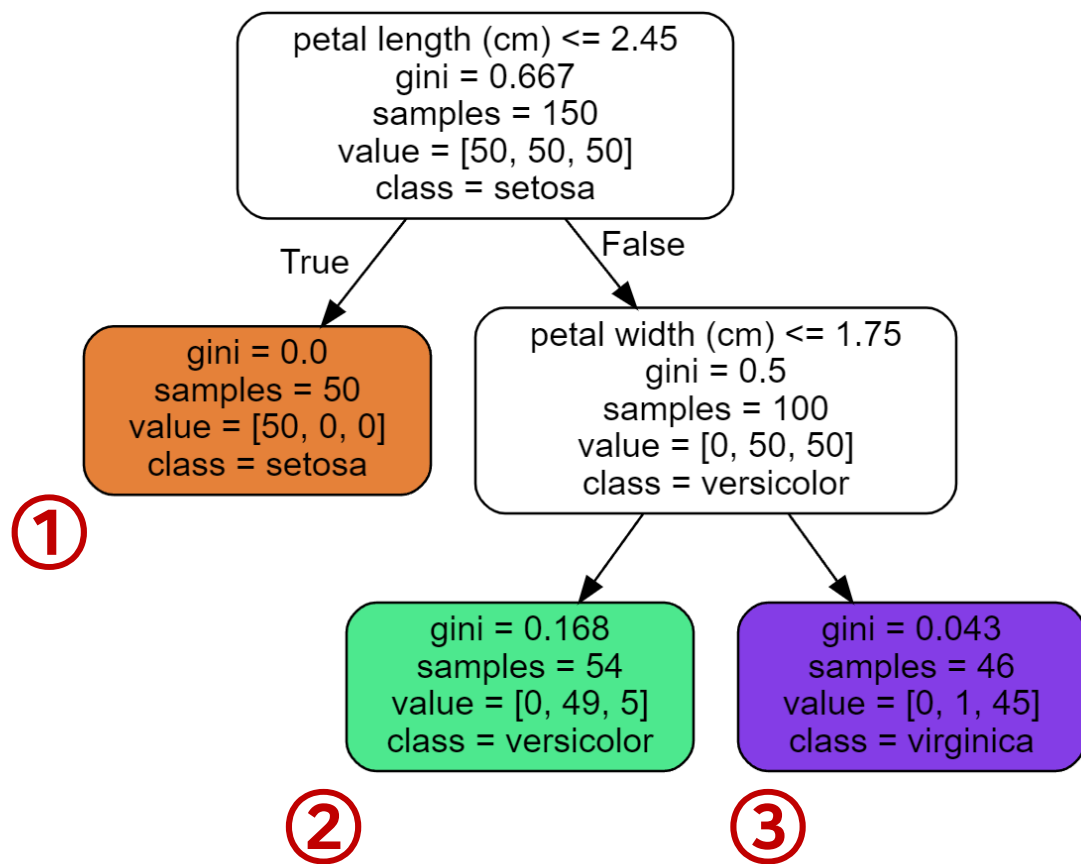 petal length (cm) <= 2.45
gini = 0.667
samples = 150
value = [50, 50, 50]
class = setosa
True
False
gini = 0.0
samples = 50
value = [50, 0, 0]
class = setosa
①
petal width (cm) <= 1.75
gini = 0.5
samples = 100
value = [0, 50, 50]
class = versicolor
gini = 0.168
samples = 54
value = [0, 49, 5]
class = versicolor
②
gini = 0.043
samples = 46
value = [0, 1, 45]
class = virginica
③